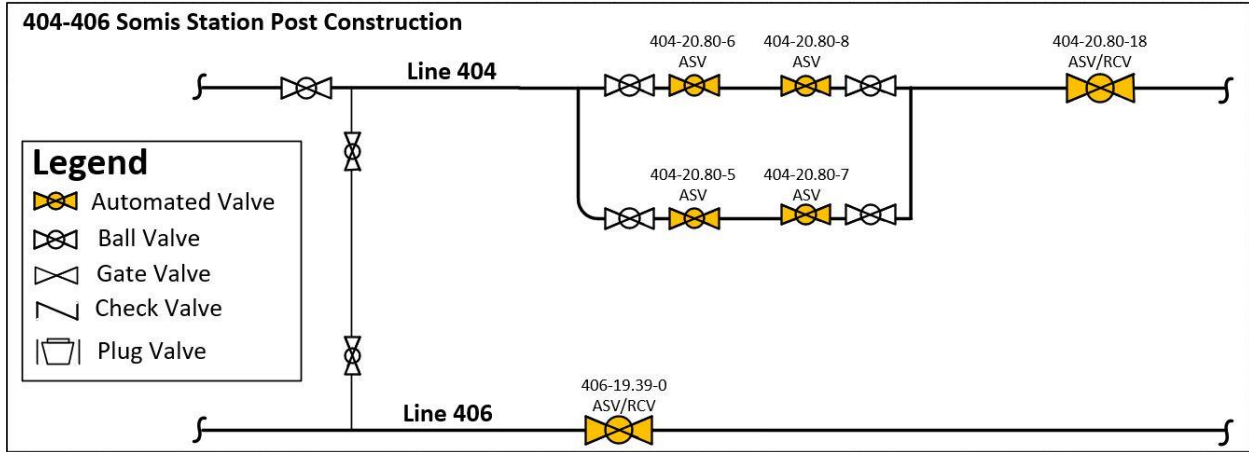 404-406 Somis Station Post Construction
404-20.80-6
ASV
404-20.80-8
ASV
404-20.80-18
ASV/RCV
Line 404
Legend
Automated Valve
Ball Valve
Gate Valve
Check Valve
Plug Valve
404-20.80-5
ASV
404-20.80-7
ASV
406-19.39-0
ASV/RCV
Line 406